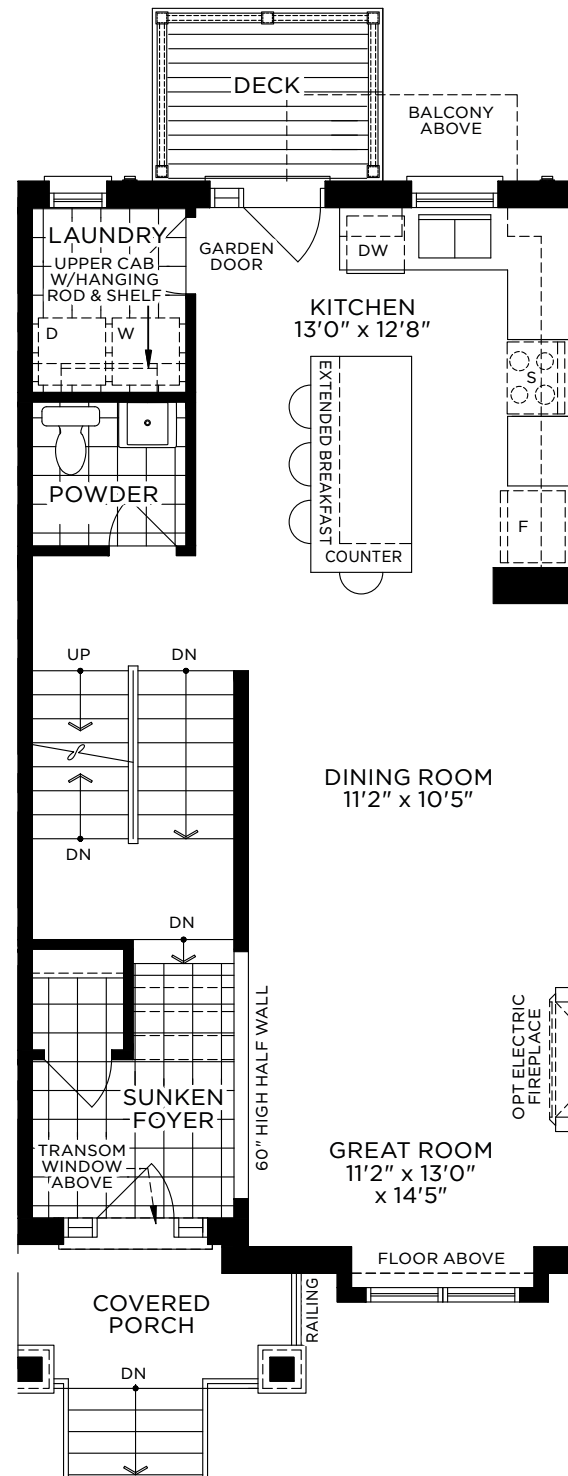 DECK
BALCONY
ABOVE
LAUNDRY
UPPER CAB
W/HANGING
ROD & SHELF
D
W
GARDEN
DOOR
DW
KITCHEN
13'0" x 12'8"
S
EXTENDED BREAKFAST
COUNTER
F
POWDER
UP
DN
DN
DINING ROOM
11'2" x 10'5"
DN
60" HIGH HALF WALL
OPT ELECTRIC
FIREPLACE
SUNKEN
FOYER
TRANSOM
WINDOW
ABOVE
GREAT ROOM
11'2" x 13'0"
x 14'5"
FLOOR ABOVE
COVERED
PORCH
RAILING
DN